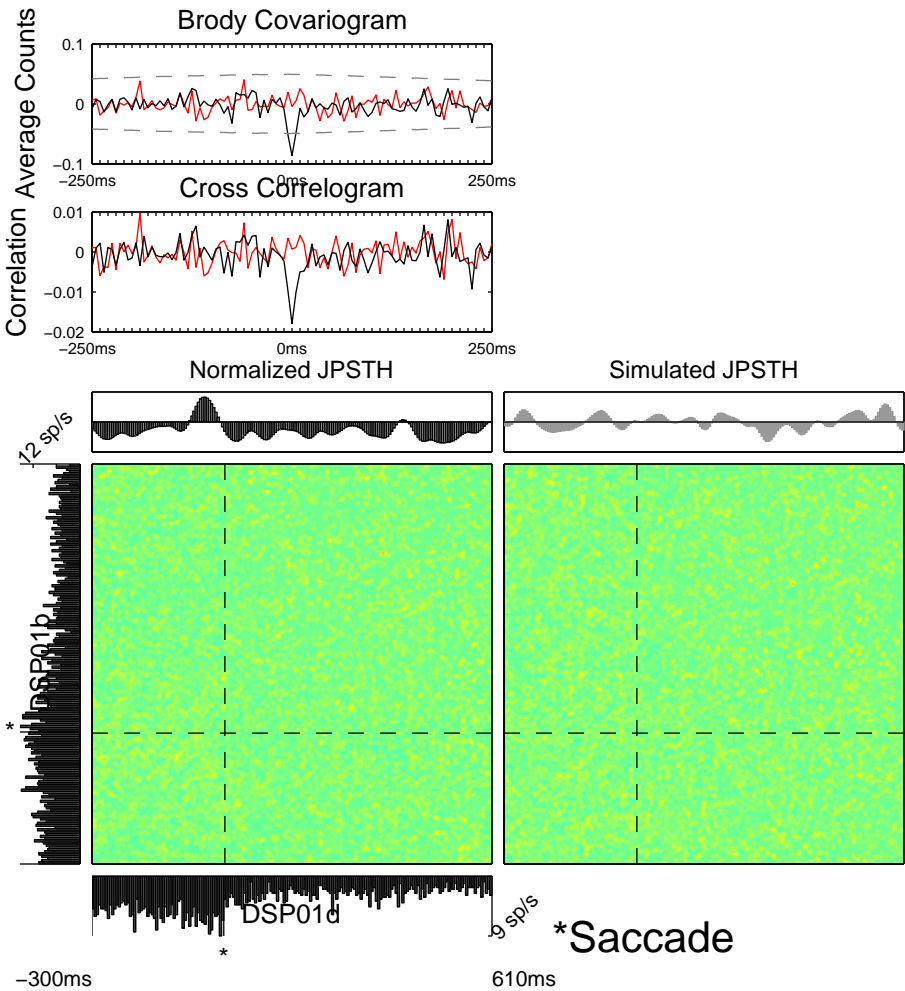 Brody Covariogram
Average Counts
0.1
0
−0.1
−250ms 0ms 250ms
Cross Correlogram
Correlation
0.01
0
−0.01
−0.02
−250ms 0ms 250ms
Normalized JPSTH Simulated JPSTH
12 sp/s
DSP01b
*
DSP01d
9 sp/s
*
*Saccade
−300ms 610ms